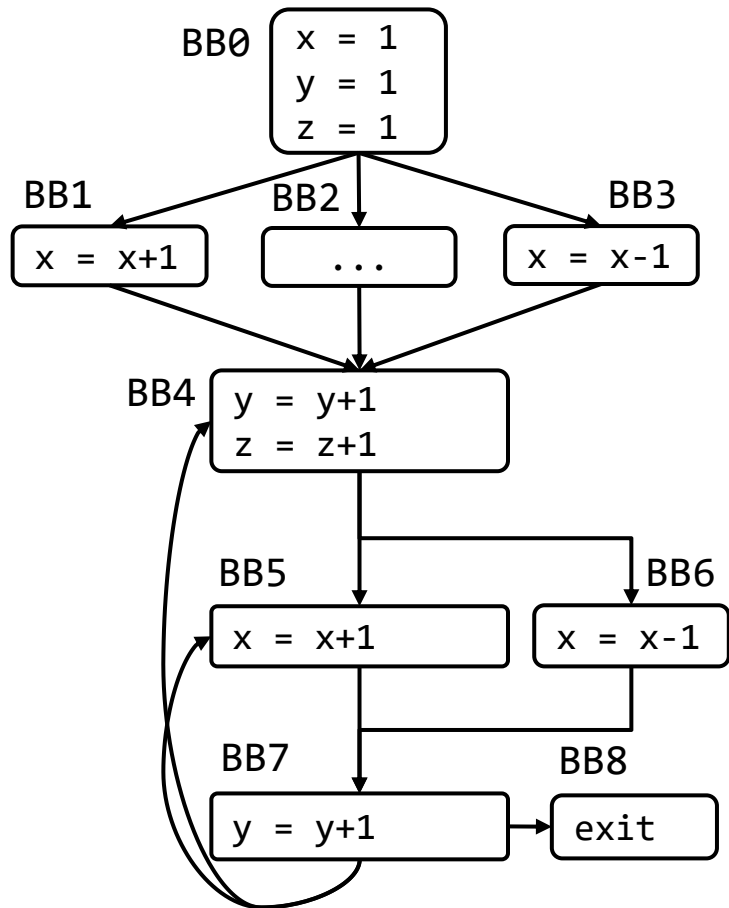 BB0
x = 1
y = 1
z = 1
BB1
BB2
BB3
x = x+1
...
x = x-1
BB4
y = y+1
z = z+1
BB5
BB6
x = x+1
x = x-1
BB7
BB8
y = y+1
exit